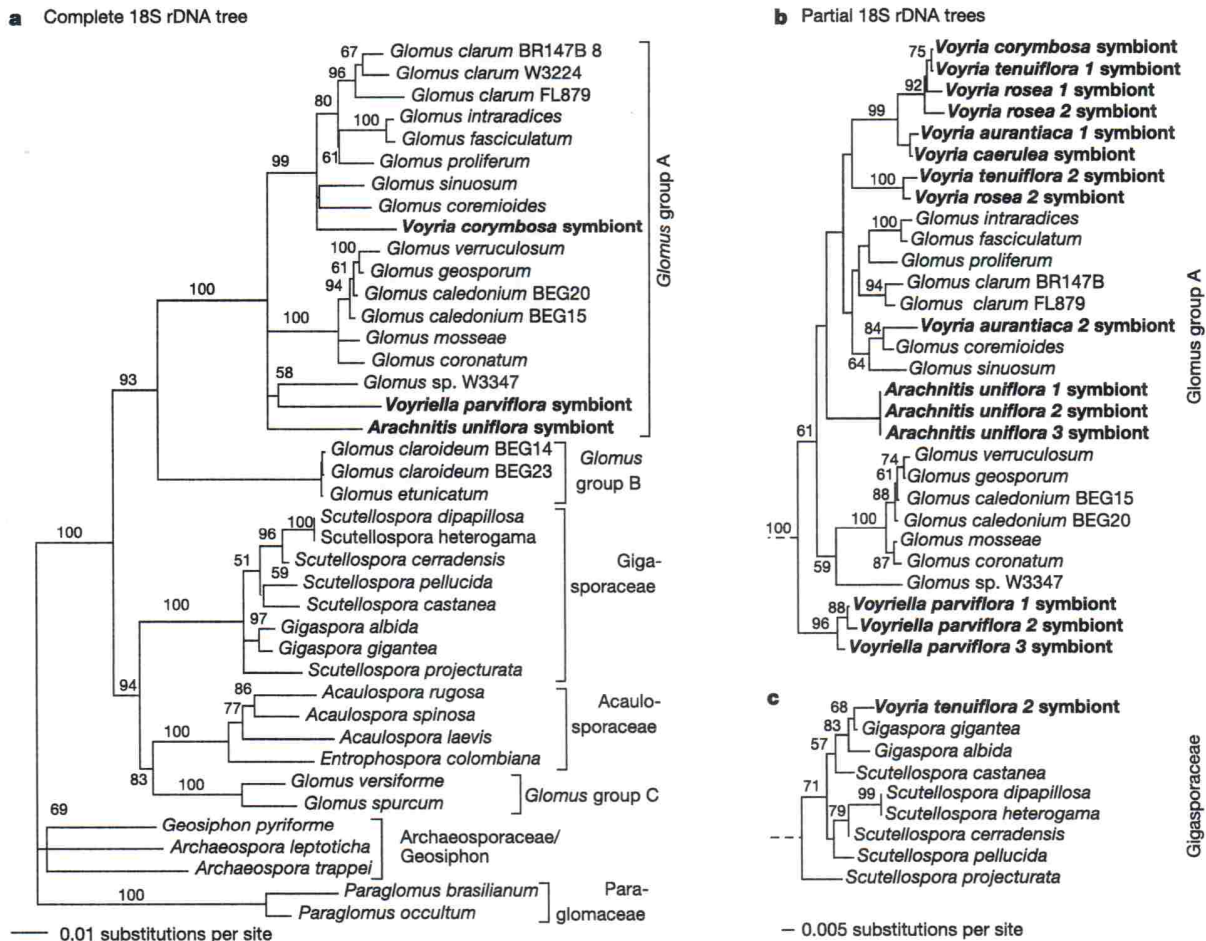 a Complete 18S rDNA tree
67
Glomus clarum BR147B 8
96
Glomus clarum W3224
Glomus clarum FL879
80
Glomus intraradices
100
Glomus fasciculatum
61
Glomus proliferum
99
Glomus sinuosum
Glomus coremioides
Voyria corymbosa symbiont
100
Glomus verruculosum
61
Glomus geosporum
94
Glomus caledonium BEG20
Glomus caledonium BEG15
100
100
Glomus mosseae
Glomus coronatum
58
Glomus sp. W3347
Voyriella parviflora symbiont
Arachnitis uniflora symbiont
Glomus group A
93
Glomus claroideum BEG14
Glomus claroideum BEG23
Glomus etunicatum
Glomus
group B
100
100
Scutellospora dipapillosa
96
Scutellospora heterogama
51
Scutellospora cerradensis
59
Scutellospora pellucida
100
Scutellospora castanea
97
Gigaspora albida
Gigaspora gigantea
Scutellospora projecturata
Giga-
sporaceae
94
86
Acaulospora rugosa
77
Acaulospora spinosa
100
Acaulospora laevis
Entrophospora colombiana
Acaulo-
sporaceae
83
100
Glomus versiforme
Glomus spurcum
Glomus group C
69
Geosiphon pyriforme
Archaeospora leptoticha
Archaeospora trappei
Archaeosporaceae/
Geosiphon
100
Paraglomus brasilianum
Paraglomus occultum
Para-
glomaceae
0.01 substitutions per site
b Partial 18S rDNA trees
75
Voyria corymbosa symbiont
Voyria tenuiflora 1 symbiont
92
Voyria rosea 1 symbiont
99
Voyria rosea 2 symbiont
Voyria aurantiaca 1 symbiont
Voyria caerulea symbiont
100
Voyria tenuiflora 2 symbiont
Voyria rosea 2 symbiont
100
Glomus intraradices
Glomus fasciculatum
Glomus proliferum
94
Glomus clarum BR147B
Glomus clarum FL879
84
Voyria aurantiaca 2 symbiont
Glomus coremioides
64
Glomus sinuosum
Arachnitis uniflora 1 symbiont
Arachnitis uniflora 2 symbiont
Arachnitis uniflora 3 symbiont
61
74
Glomus verruculosum
61
Glomus geosporum
88
Glomus caledonium BEG15
100
Glomus caledonium BEG20
100
Glomus mosseae
87
Glomus coronatum
59
Glomus sp. W3347
88
Voyriella parviflora 1 symbiont
96
Voyriella parviflora 2 symbiont
Voyriella parviflora 3 symbiont
Glomus group A
c
68
Voyria tenuiflora 2 symbiont
83
Gigaspora gigantea
57
Gigaspora albida
Scutellospora castanea
71
99
Scutellospora dipapillosa
79
Scutellospora heterogama
Scutellospora cerradensis
Scutellospora pellucida
Scutellospora projecturata
Gigasporaceae
0.005 substitutions per site